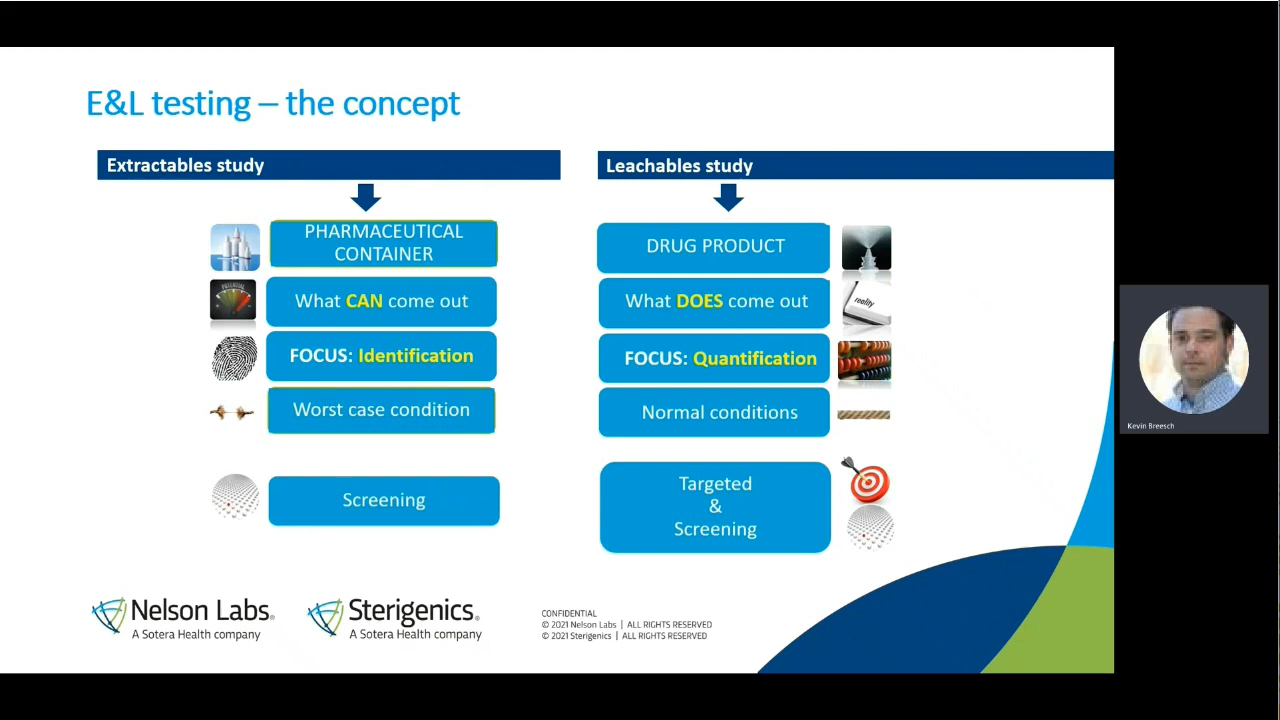 E&L testing – the concept
Extractables study
PHARMACEUTICAL
CONTAINER
What CAN come out
POTENTIAL
FOCUS: Identification
Worst case condition
Screening
Leachables study
DRUG PRODUCT
What DOES come out
reality
FOCUS: Quantification
Normal conditions
Targeted
&
Screening
Nelson Labs®
A Sotera Health company
Sterigenics®
A Sotera Health company
CONFIDENTIAL
© 2021 Nelson Labs | ALL RIGHTS RESERVED
© 2021 Sterigenics | ALL RIGHTS RESERVED
Kevin Breesch